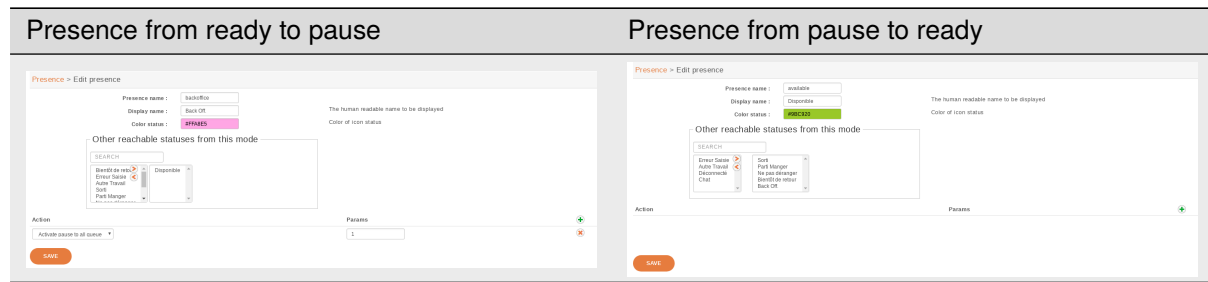 Presence from ready to pause
Presence > Edit presence
Presence name :
backoffice
Display name :
Back Off.
The human readable name to be displayed
Color status :
#FFA8E5
Color of icon status
Other reachable statuses from this mode
SEARCH
Bientôt de retour
Erreur Saisie
Autre Travail
Sorti
Parti Manger
Disponible
Action
Params
Activate pause to all queue
1
SAVE
Presence from pause to ready
Presence > Edit presence
Presence name :
available
Display name :
Disponible
The human readable name to be displayed
Color status :
#9BC920
Color of icon status
Other reachable statuses from this mode
SEARCH
Erreur Saisie
Autre Travail
Déconnecté
Chat
Sorti
Parti Manger
Ne pas déranger
Bientôt de retour
Back Off.
Action
Params
SAVE